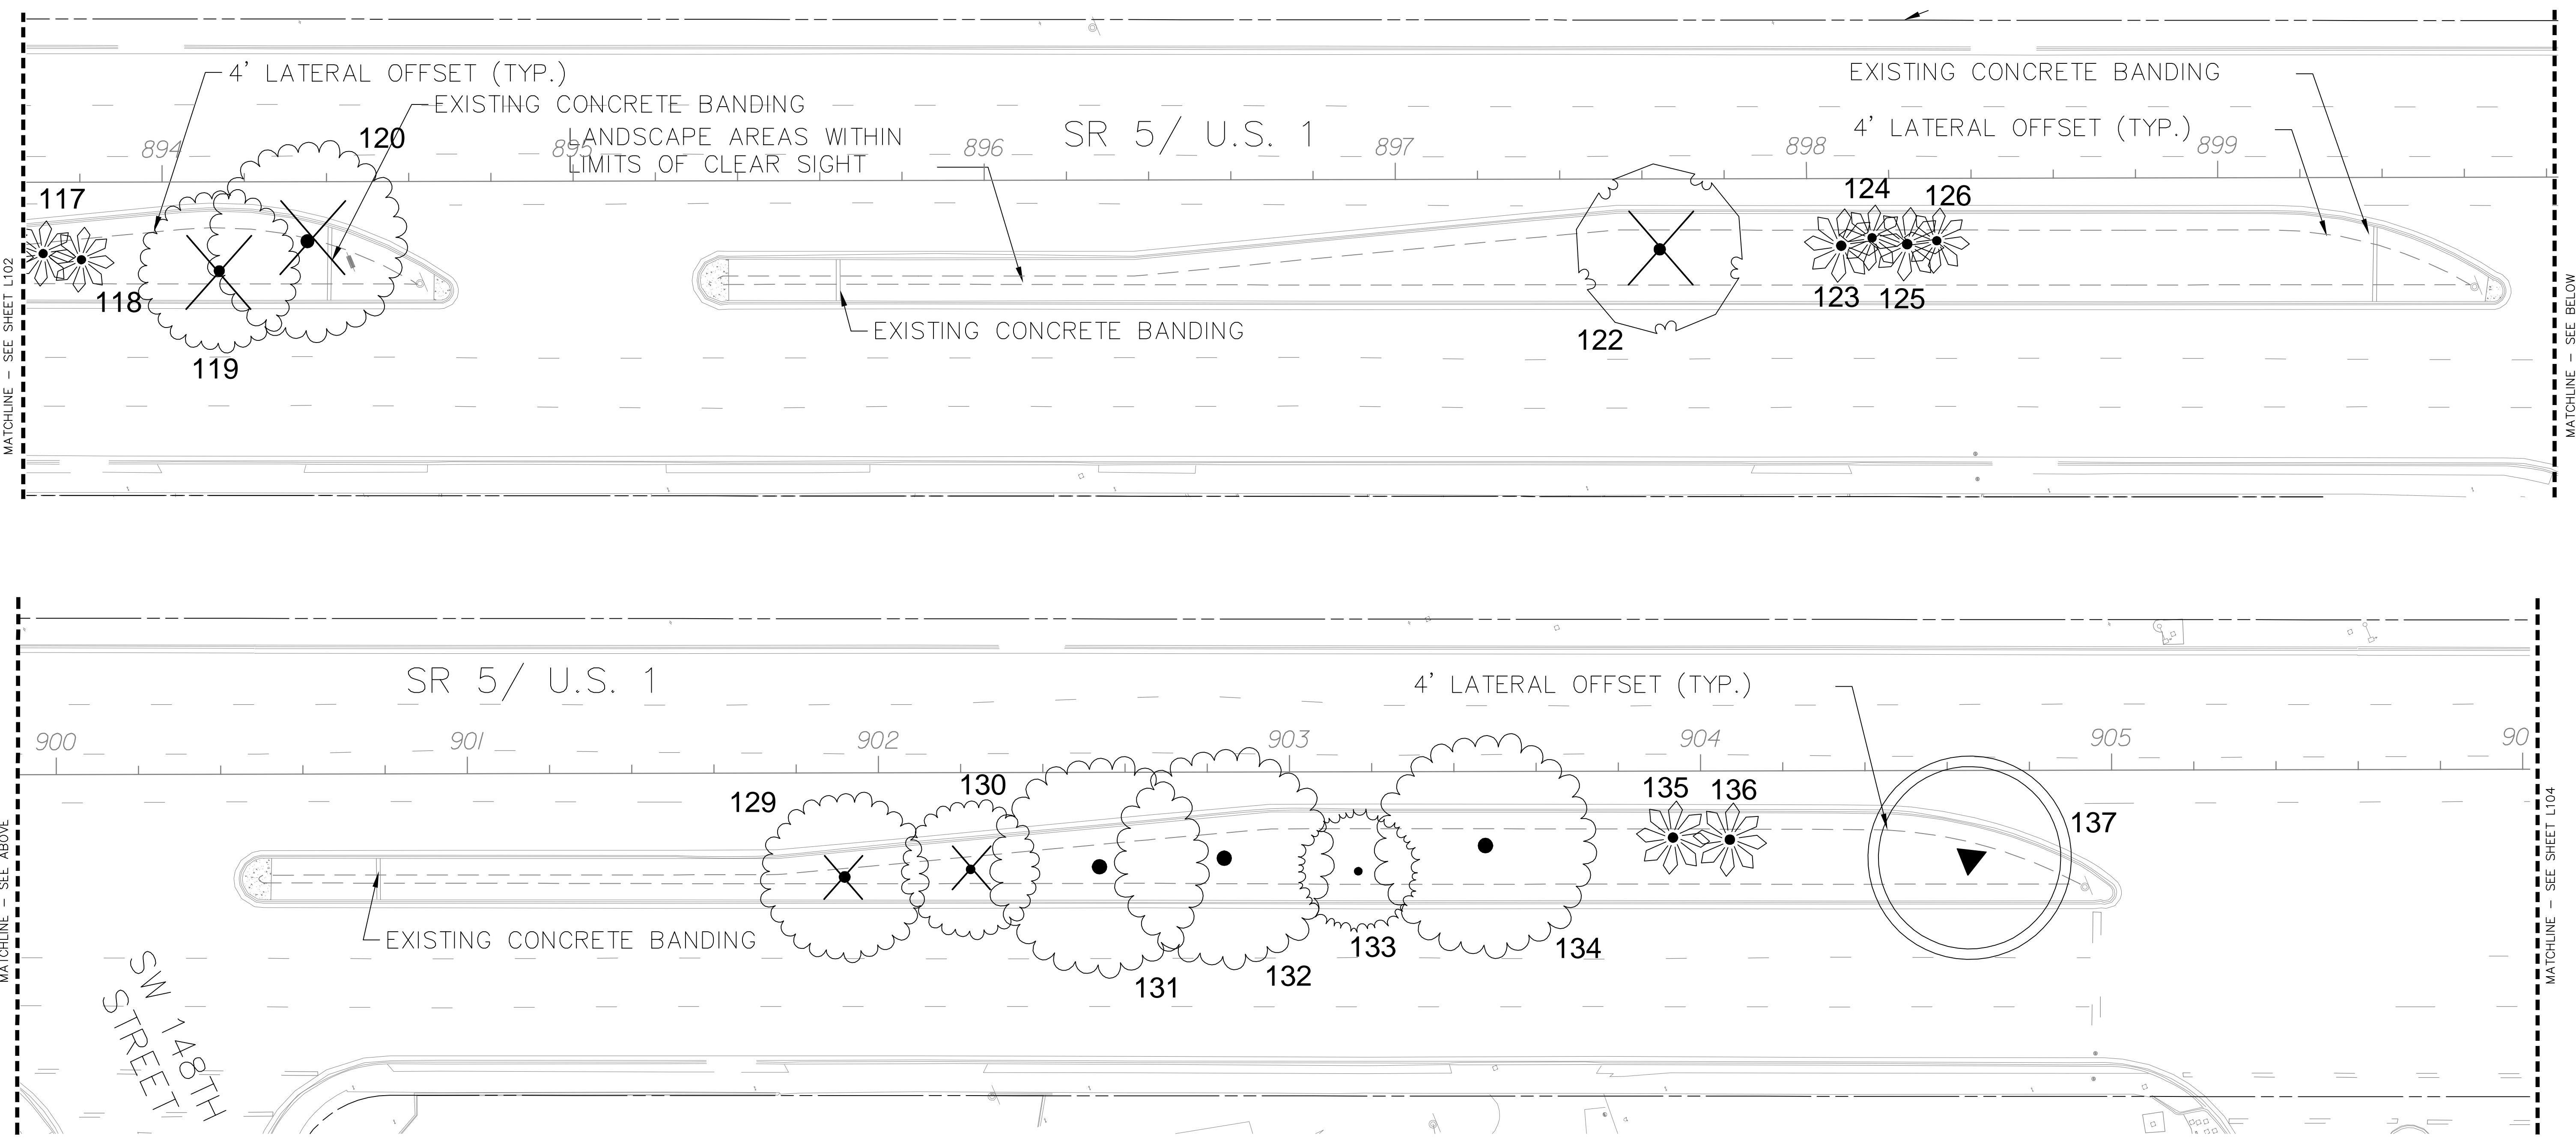 EXISTING CONCRETE BANDING
4' LATERAL OFFSET (TYP.)
EXISTING CONCRETE BANDING
4' LATERAL OFFSET (TYP.)
LANDSCAPE AREAS WITHIN
LIMITS OF CLEAR SIGHT
SR 5/ U.S. 1
894
895
896
897
898
899
117
118
119
120
122
123
124
125
126
EXISTING CONCRETE BANDING
MATCHLINE - SEE SHEET L102
MATCHLINE - SEE BELOW
SR 5/ U.S. 1
4' LATERAL OFFSET (TYP.)
900
901
902
903
904
905
90
129
130
131
132
133
134
135
136
137
EXISTING CONCRETE BANDING
SW 148TH
STREET
MATCHLINE - SEE ABOVE
MATCHLINE - SEE SHEET L104